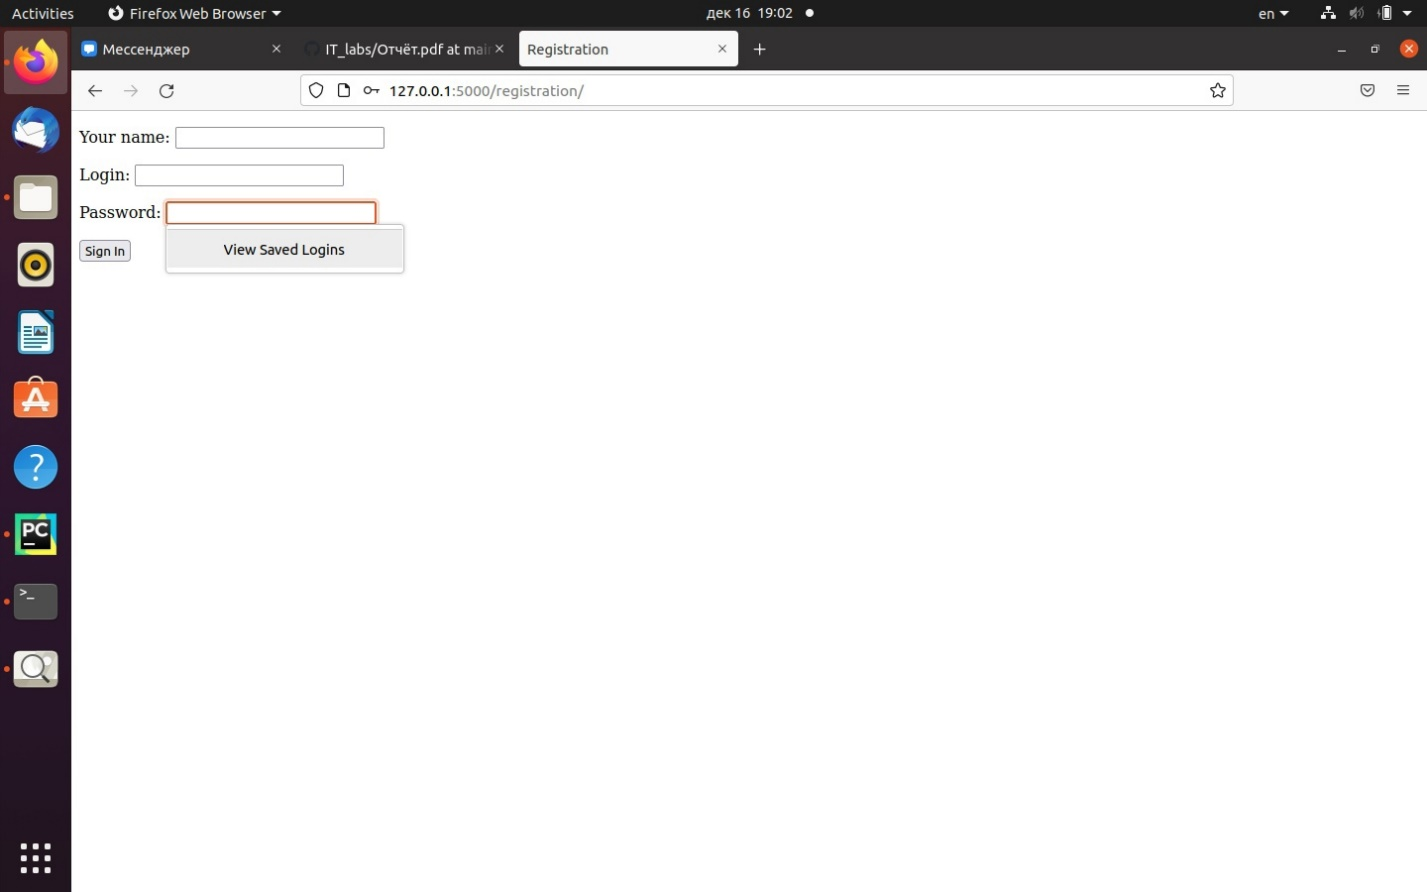 Activities
Firefox Web Browser
дек 16 19:02
en
Мессенджер
IT_labs/Отчёт.pdf at mai
Registration
127.0.0.1:5000/registration/
Your name:
Login:
Password:
Sign In
View Saved Logins
PC